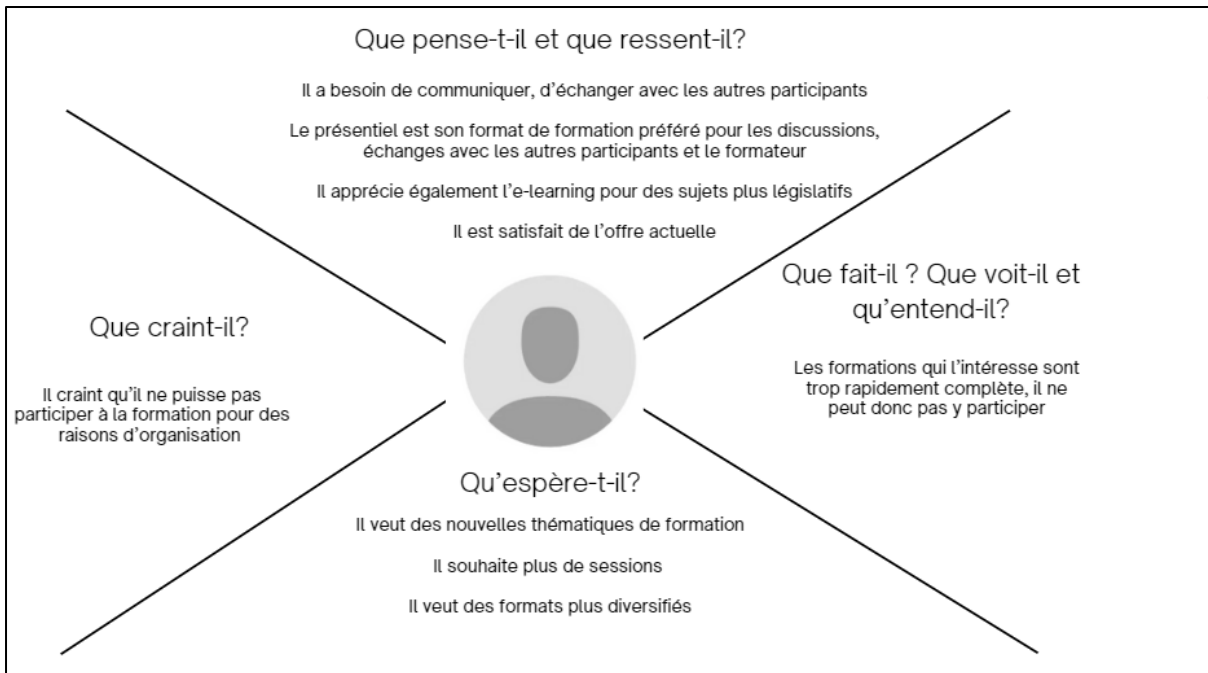 Que pense-t-il et que ressent-il?
Il a besoin de communiquer, d'échanger avec les autres participants
Le présentiel est son format de formation préféré pour les discussions,
échanges avec les autres participants et le formateur
Il apprécie également l'e-learning pour des sujets plus législatifs
Il est satisfait de l'offre actuelle
Que craint-il?
Il craint qu'il ne puisse pas
participer à la formation pour des
raisons d'organisation
Que fait-il ? Que voit-il et
qu'entend-il?
Les formations qui l'intéresse sont
trop rapidement complète, il ne
peut donc pas y participer
Qu'espère-t-il?
Il veut des nouvelles thématiques de formation
Il souhaite plus de sessions
Il veut des formats plus diversifiés